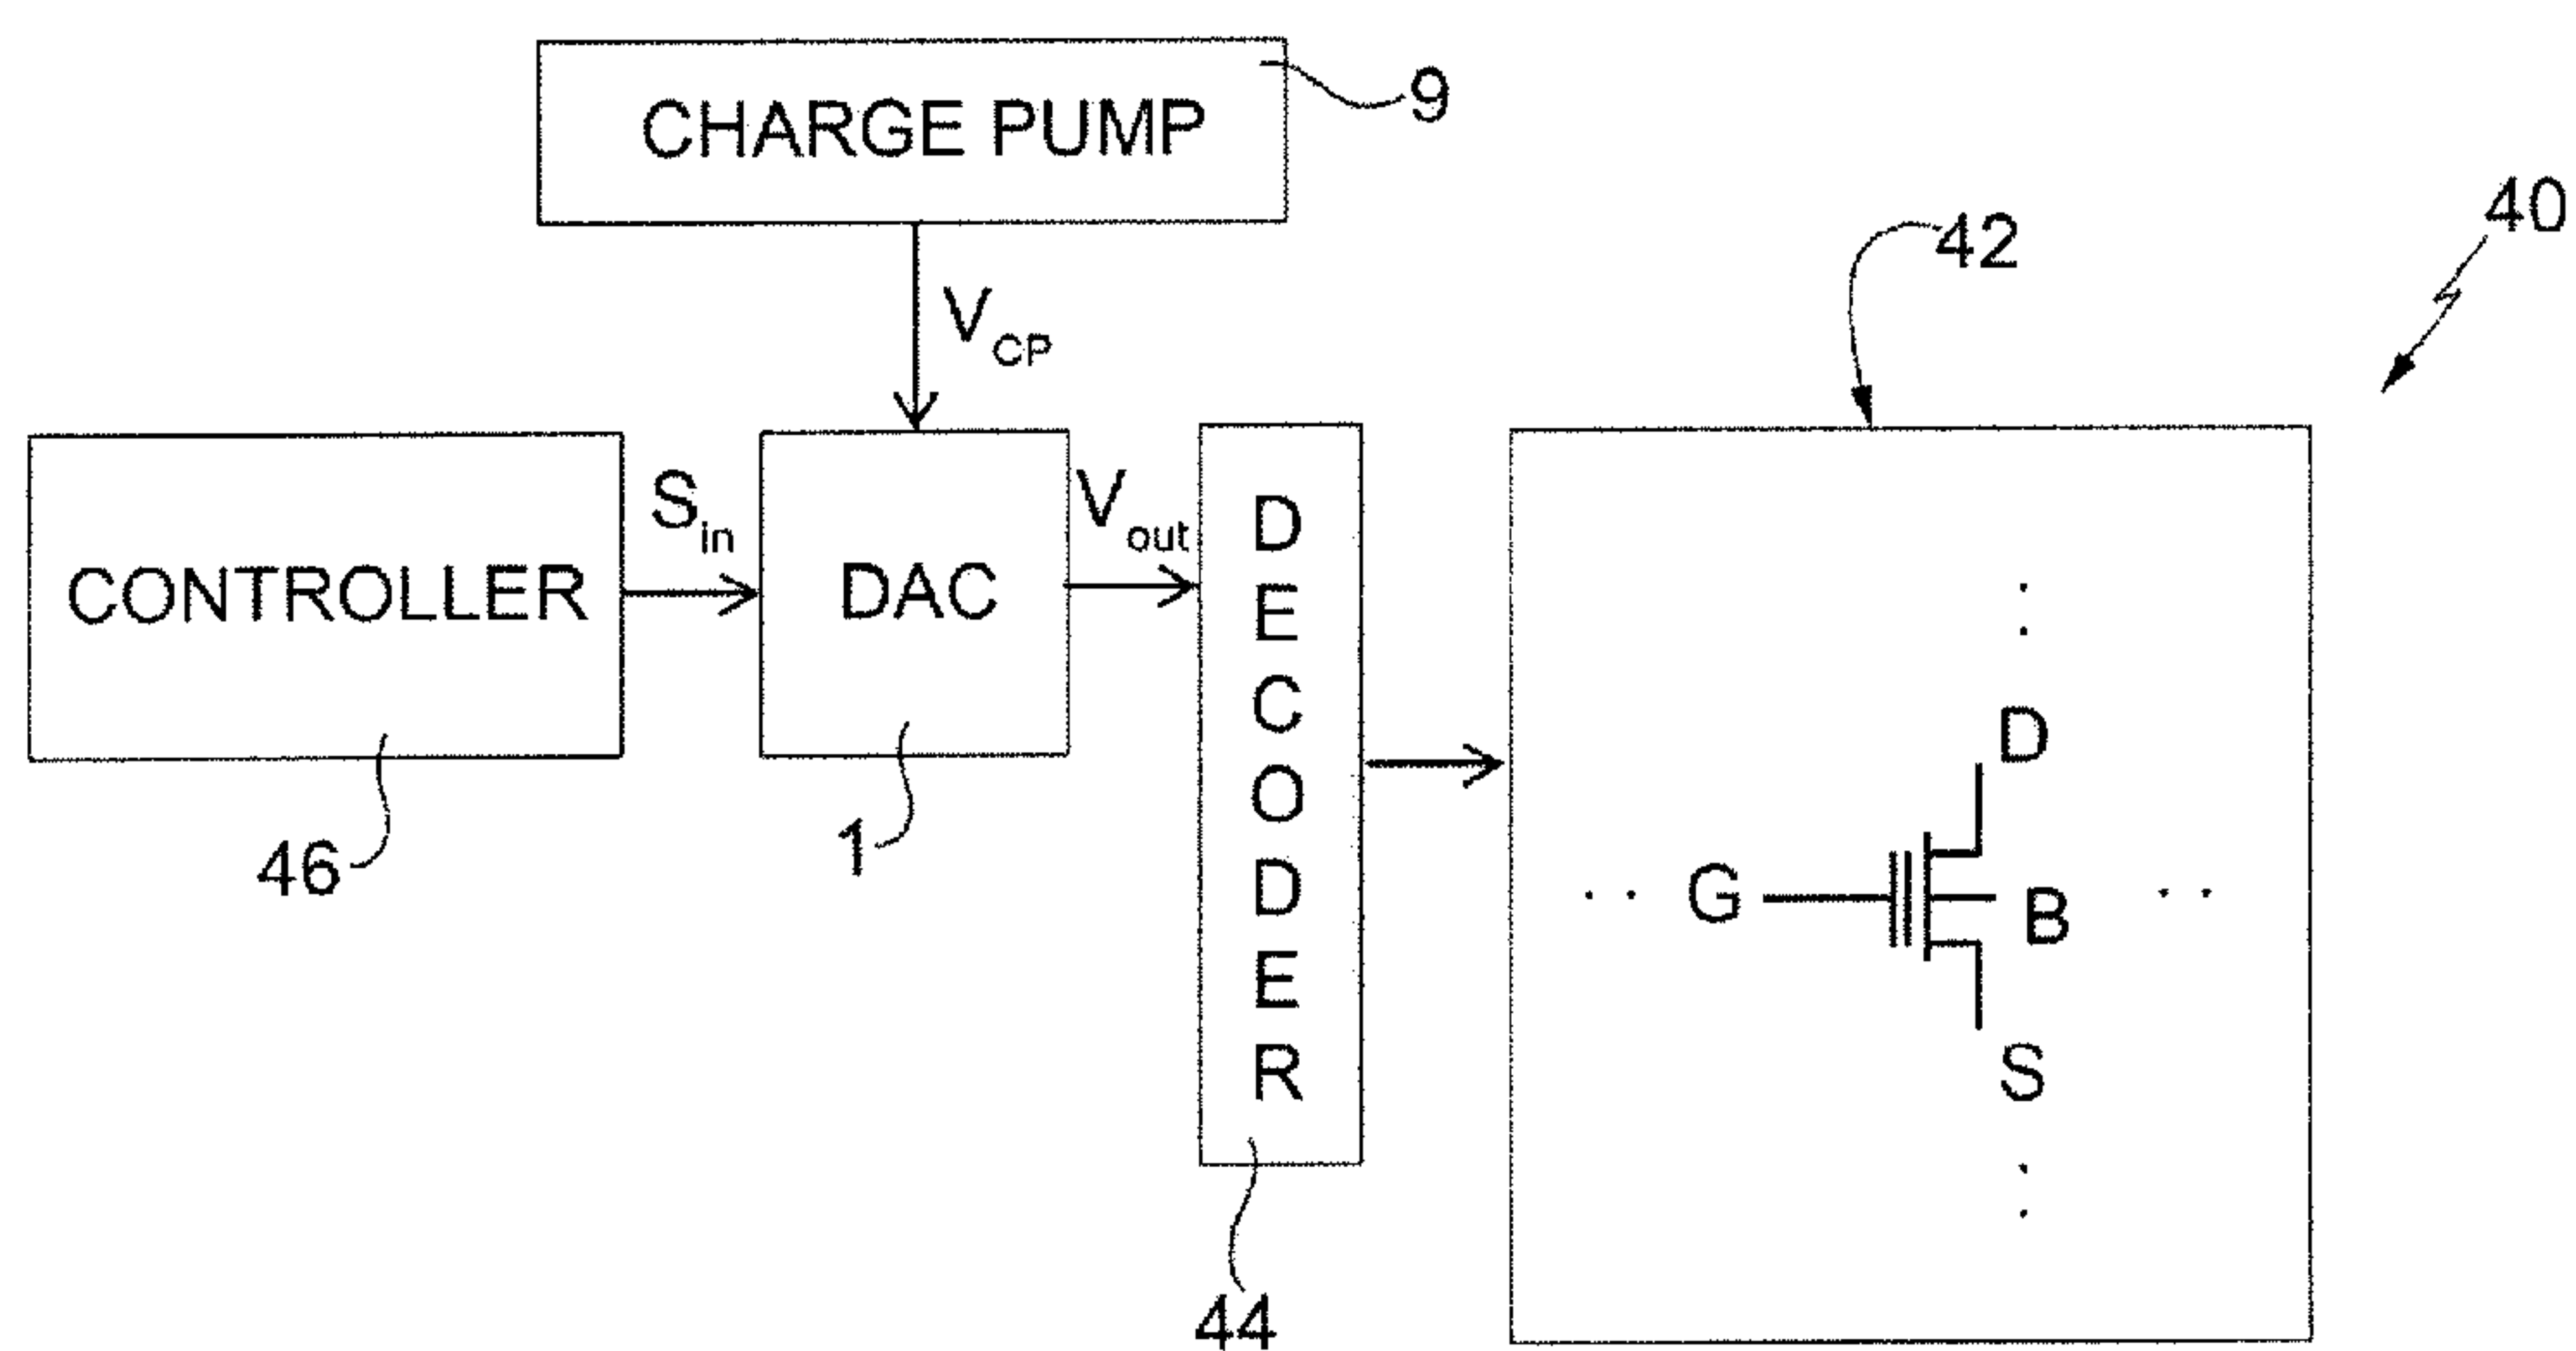 CHARGE PUMP
9
40
42
V_CP
CONTROLLER
S_in
DAC
V_out
DECODER
46
1
D
G
B
S
44